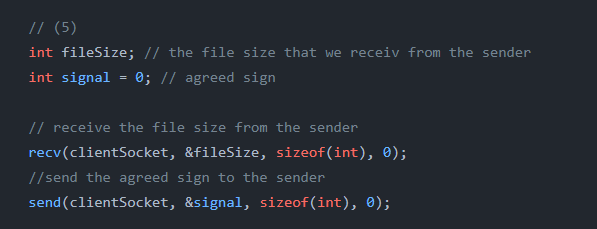 // (5)
int fileSize; // the file size that we receiv from the sender
int signal = 0; // agreed sign
// receive the file size from the sender
recv(clientSocket, &fileSize, sizeof(int), 0);
//send the agreed sign to the sender
send(clientSocket, &signal, sizeof(int), 0);